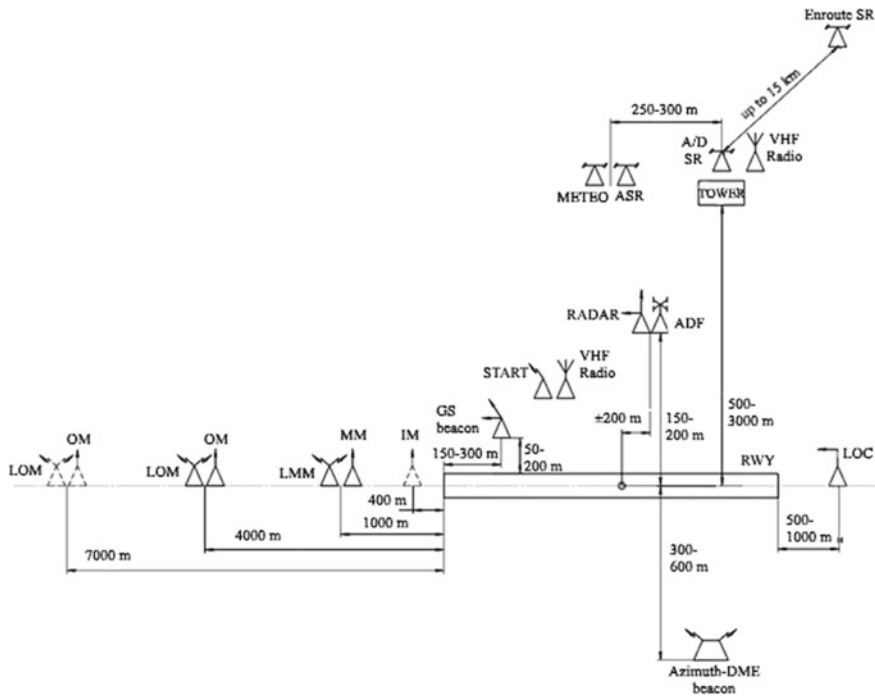 Enroute SR
up to 15 km
250-300 m
A/D
SR
VHF
Radio
METEO
ASR
TOWER
RADAR
ADF
START
VHF
Radio
GS
beacon
±200 m
150-
200 m
500-
3000 m
OM
OM
MM
IM
LOM
LOM
LMM
150-300 m
50-
200 m
RWY
LOC
400 m
1000 m
4000 m
7000 m
500-
1000 m
300-
600 m
Azimuth-DME
beacon